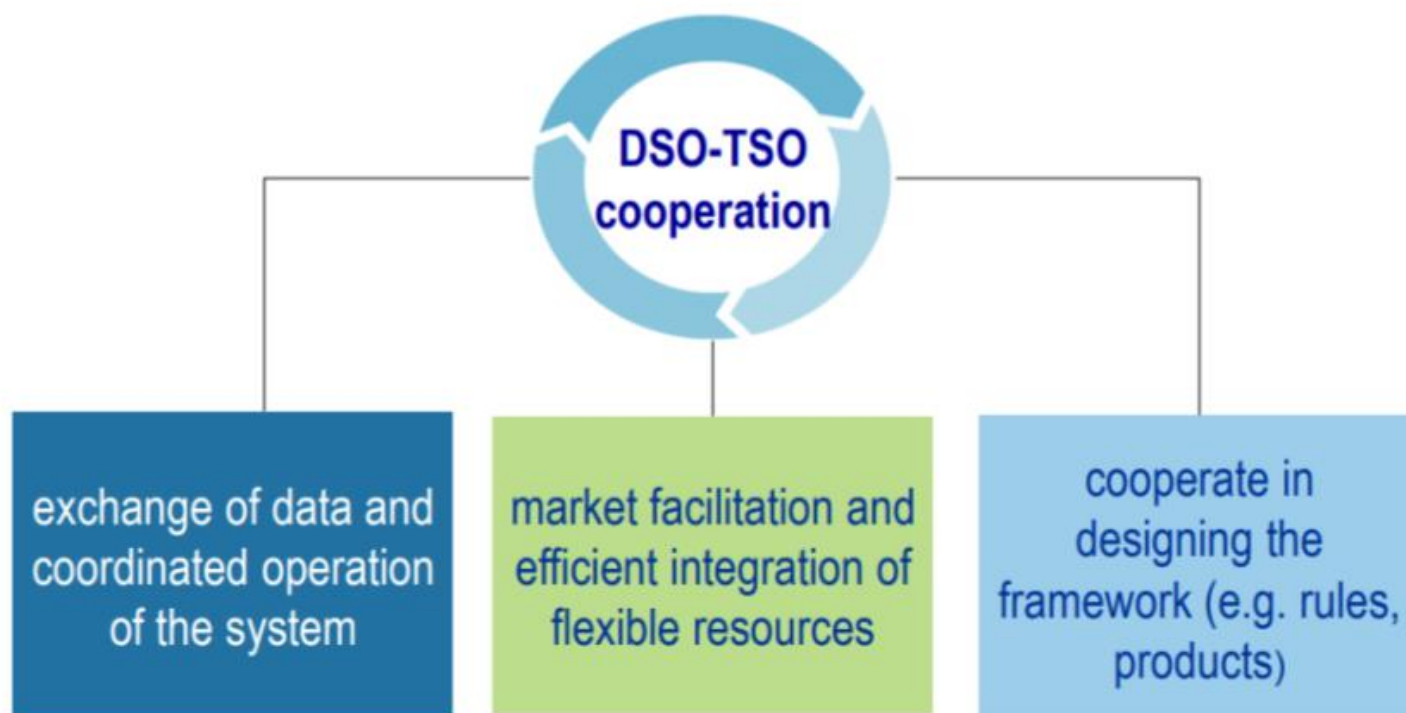 DSO-TSO
cooperation
exchange of data and
coordinated operation
of the system
market facilitation and
efficient integration of
flexible resources
cooperate in
designing the
framework (e.g. rules,
products)